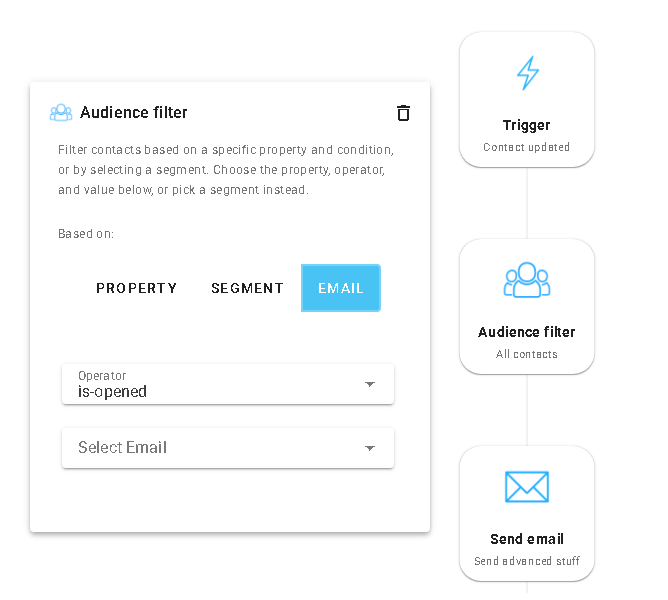 Audience filter
Filter contacts based on a specific property and condition,
or by selecting a segment. Choose the property, operator,
and value below, or pick a segment instead.
Based on:
PROPERTY
SEGMENT
EMAIL
Operator
is-opened
Select Email
Trigger
Contact updated
Audience filter
All contacts
Send email
Send advanced stuff